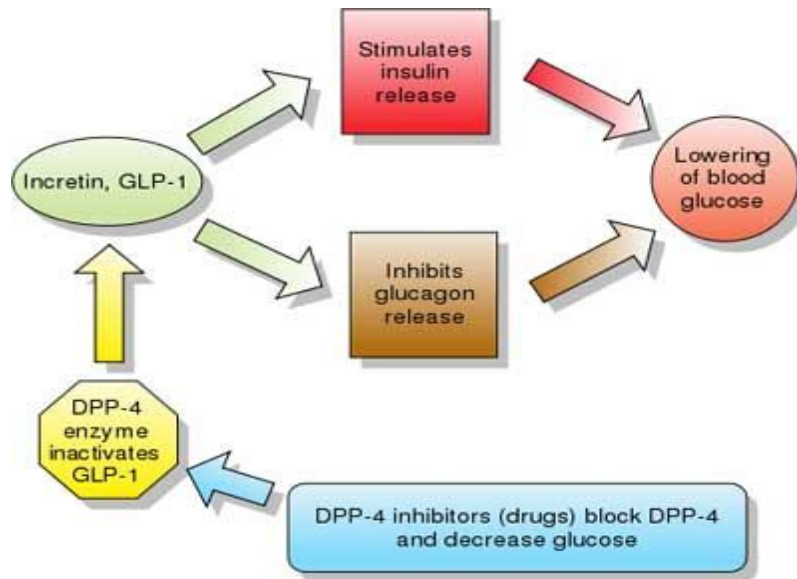 Stimulates
insulin
release
Incretin, GLP-1
Lowering
of blood
glucose
Inhibits
glucagon
release
DPP-4
enzyme
inactivates
GLP-1
DPP-4 inhibitors (drugs) block DPP-4
and decrease glucose